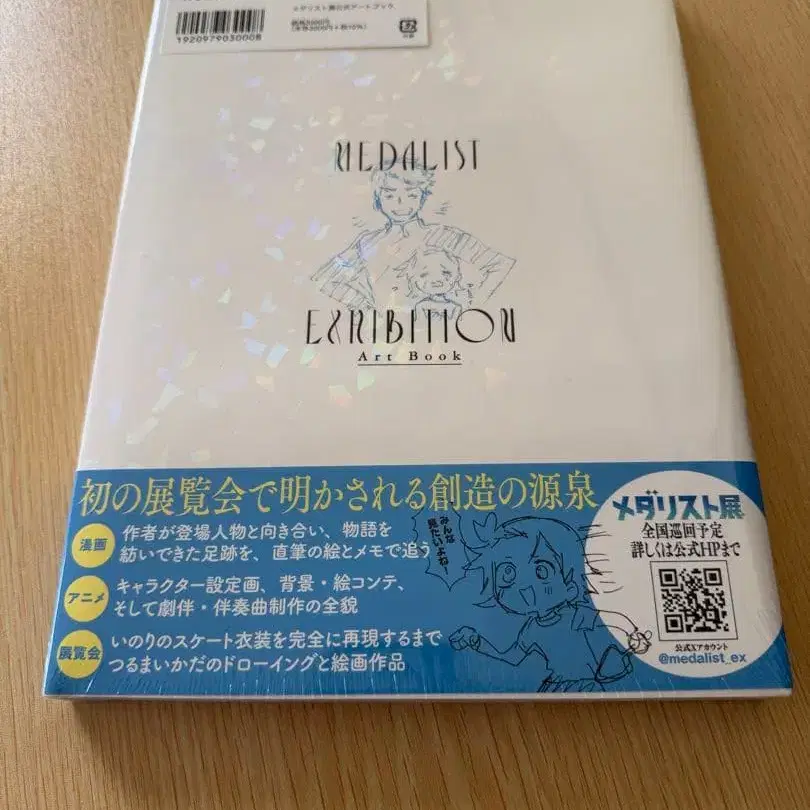 メダリスト展公式アートブック
1920979030008
MEDALIST
EXHIBITION
Art Book
初の展覧会で明かされる創造の源泉
漫画
作者が登場人物と向き合い、物語を
紡いできた足跡を、直筆の絵とメモで追う
アニメ
キャラクター設定画、背景・絵コンテ、
そして劇伴・伴奏曲制作の全貌
展覧会
いのりのスケート衣装を完全に再現するまで
つるまいかだのドローイングと絵画作品
みんな
見たいよね
メダリスト展
全国巡回予定
詳しくは公式HPまで
公式Xアカウント
@medalist_ex